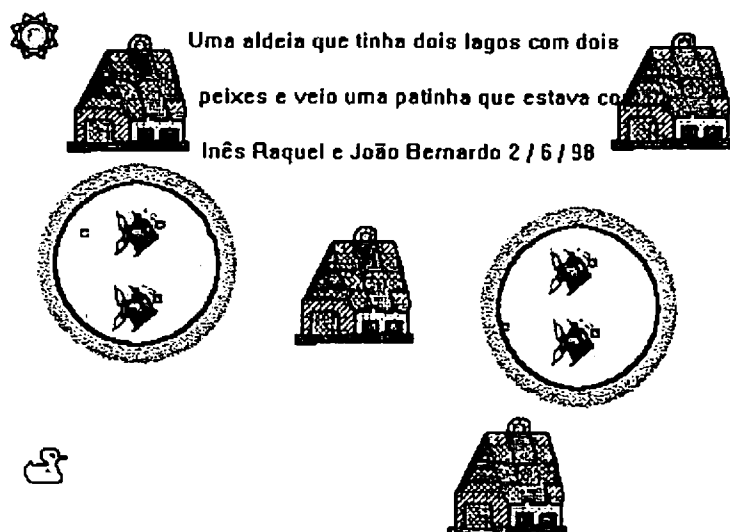 Uma aldeia que tinha dois lagos com dois
peixes e veio uma patinha que estava
Inês Raquel e João Bernardo 2 / 6 / 98